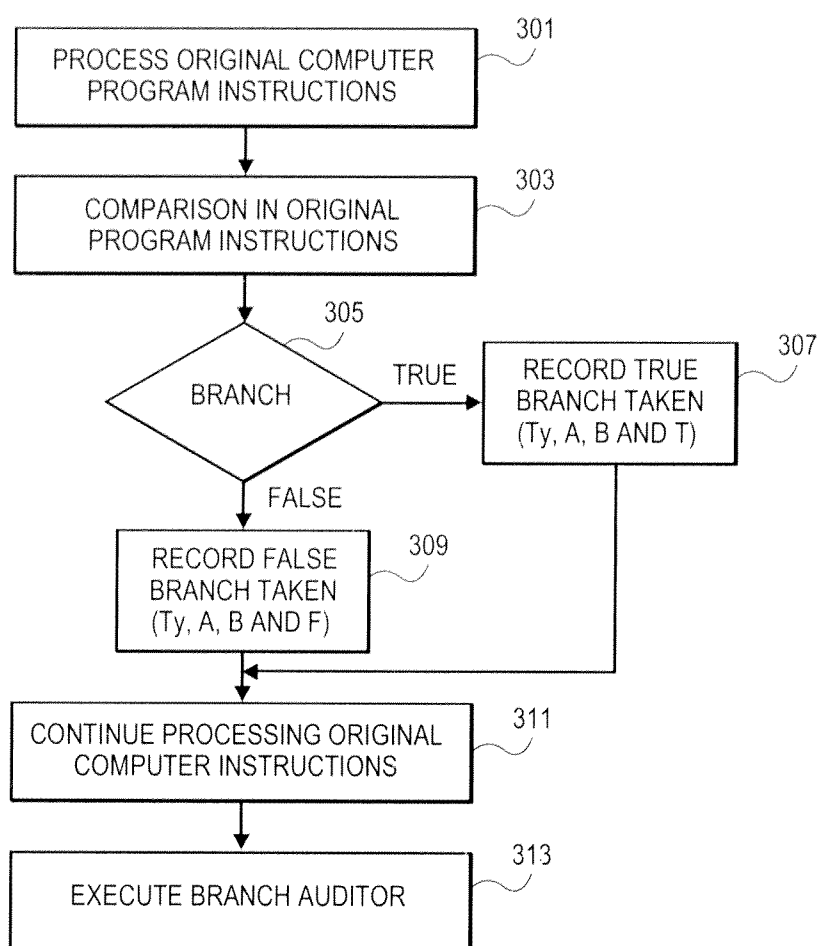 301
PROCESS ORIGINAL COMPUTER
PROGRAM INSTRUCTIONS
303
COMPARISON IN ORIGINAL
PROGRAM INSTRUCTIONS
305
BRANCH
TRUE
307
RECORD TRUE
BRANCH TAKEN
(Ty, A, B AND T)
FALSE
309
RECORD FALSE
BRANCH TAKEN
(Ty, A, B AND F)
311
CONTINUE PROCESSING ORIGINAL
COMPUTER INSTRUCTIONS
313
EXECUTE BRANCH AUDITOR